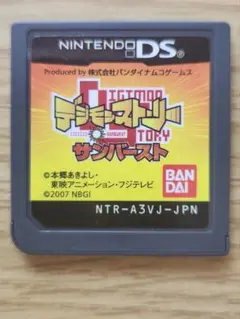 NINTENDO DS
Produced by 株式会社バンダイナムコゲームス
DIGIMON
デジモンストーリー
STORY
サンバースト
©本郷あきよし・
東映アニメーション・フジテレビ
©2007 NBGI
BAN
DAI
NTR-A3VJ-JPN